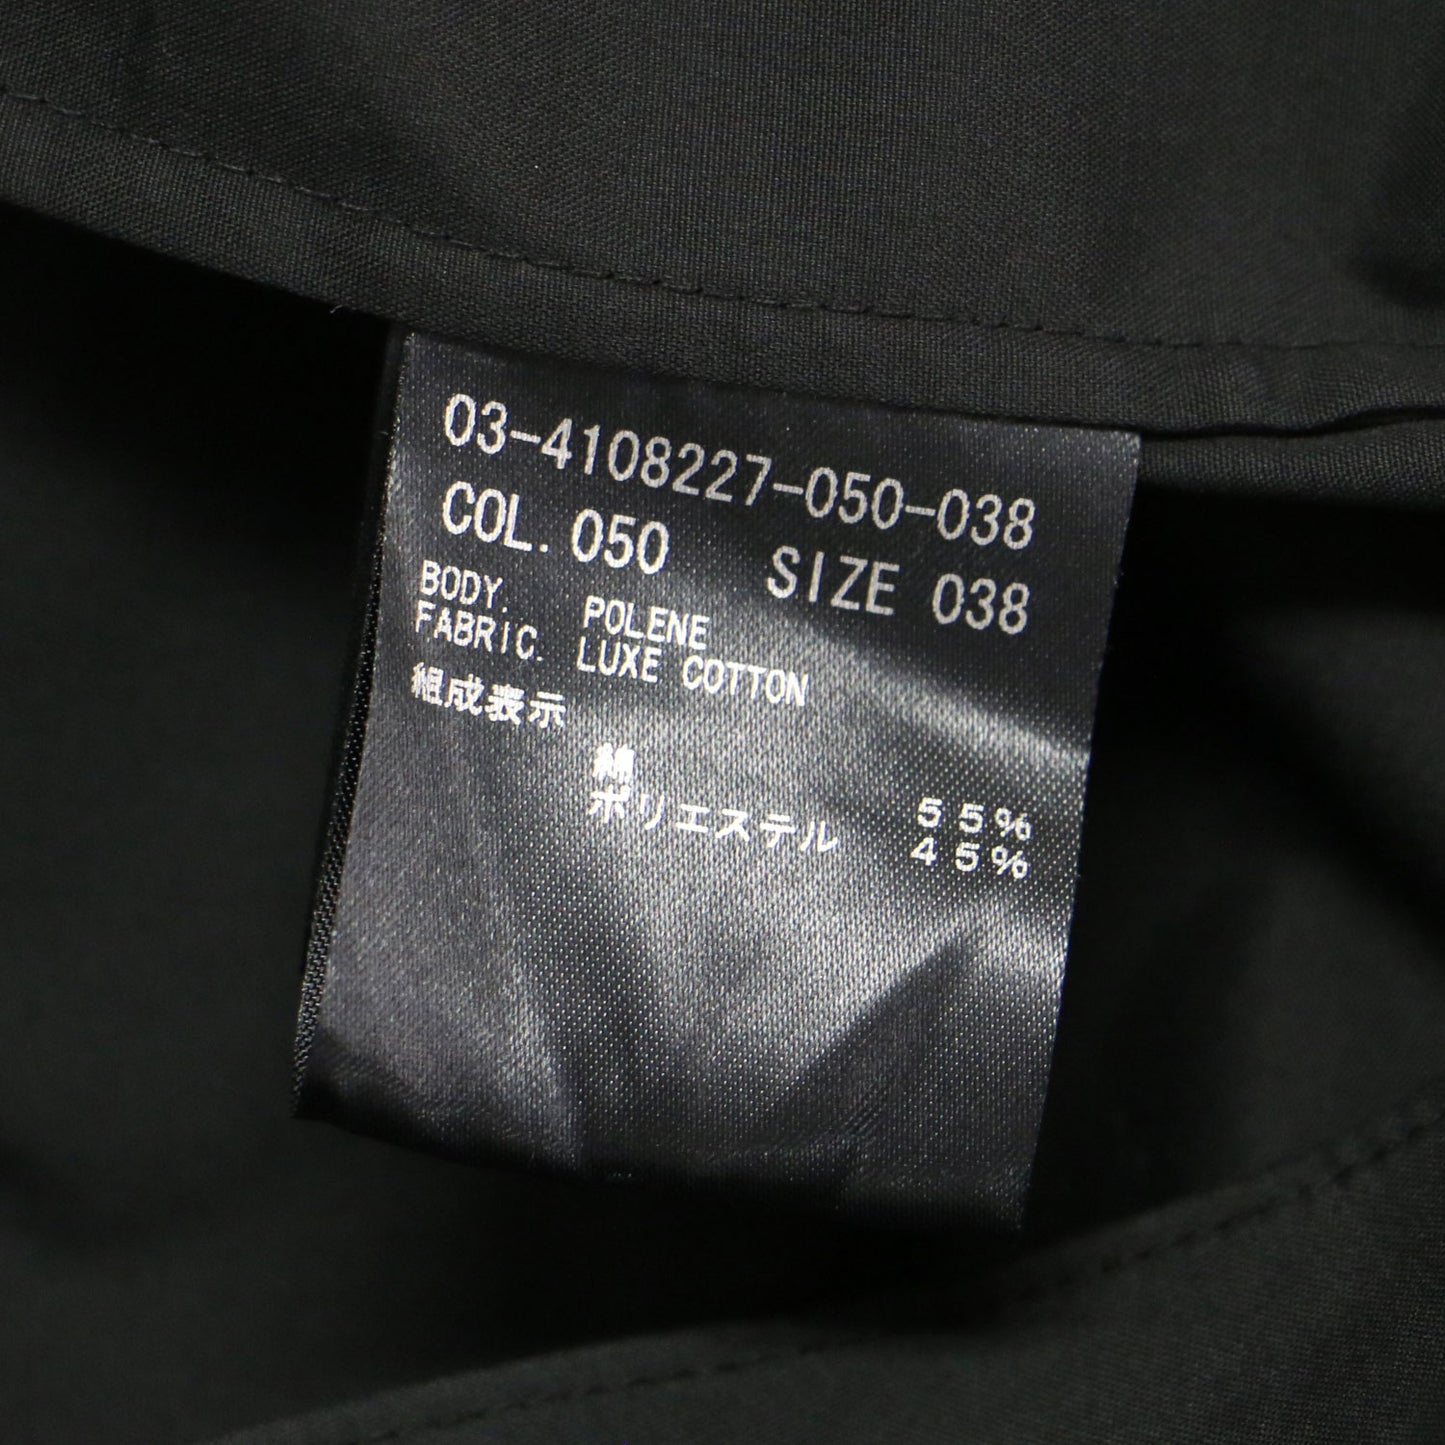 03-4108227-050-038
COL. 050 SIZE 038
BODY. POLENE
FABRIC. LUXE COTTON
組成表示
綿 55%
ポリエステル 45%